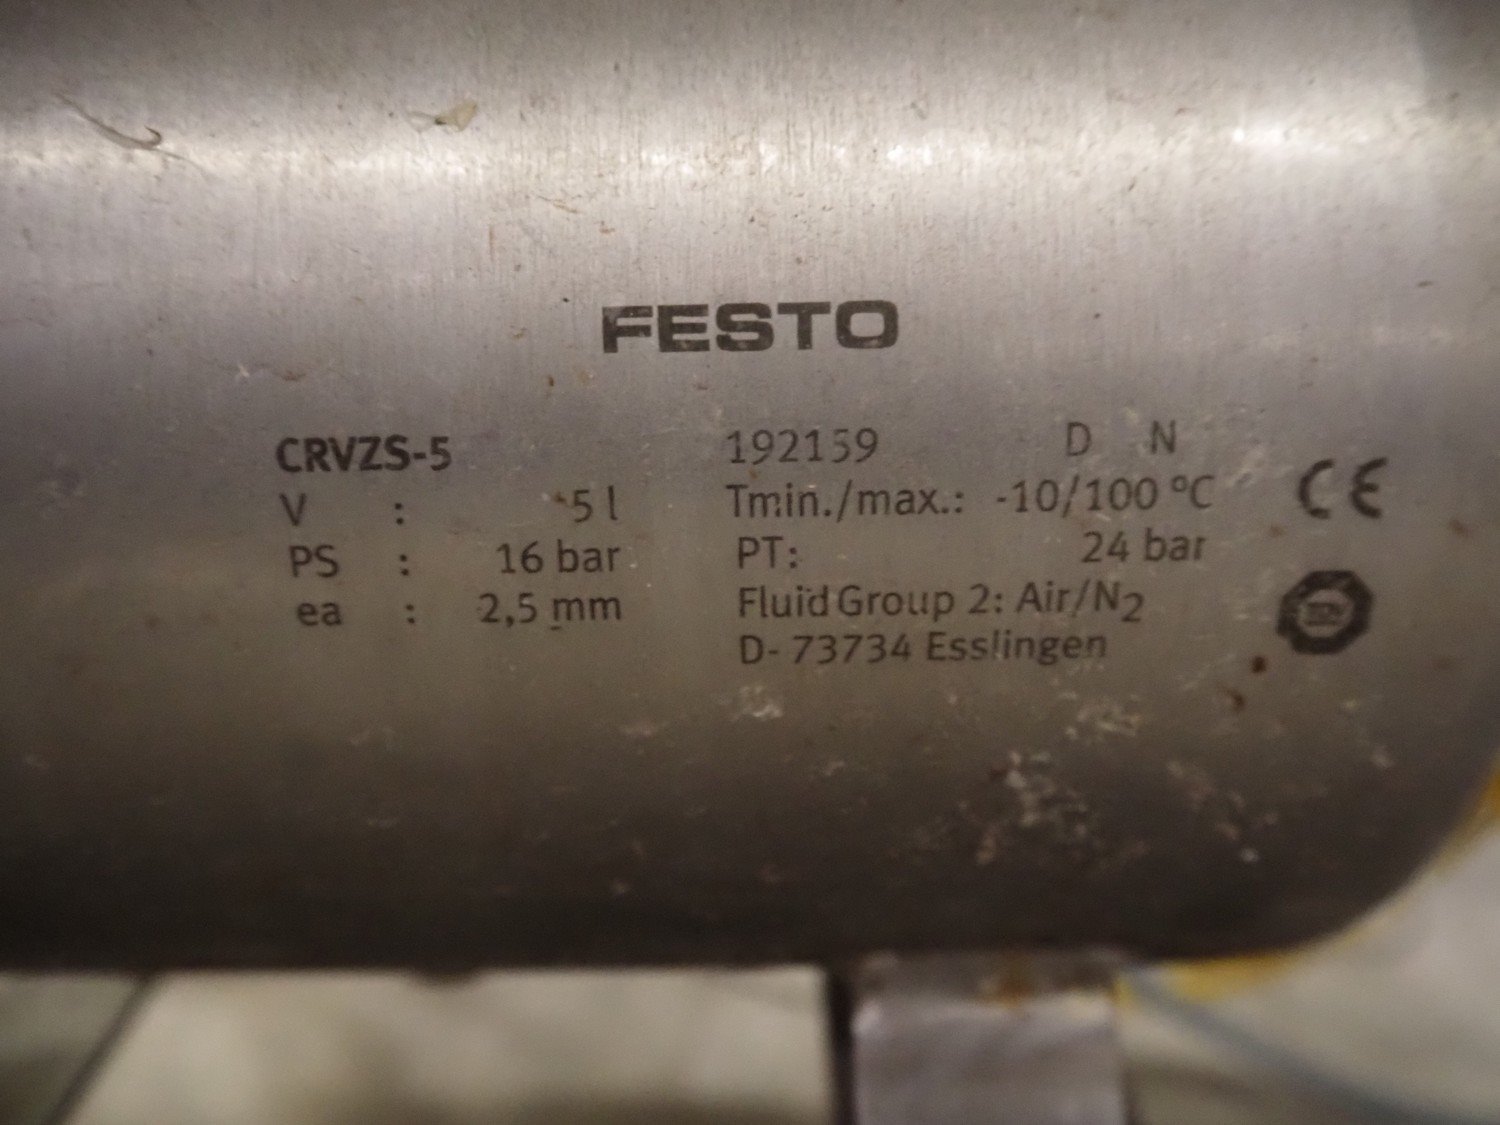 FESTO
CRVZS-5
V : 5 l
PS : 16 bar
ea : 2,5 mm
192159 D N
Tmin./max.: -10/100 °C
PT: 24 bar
Fluid Group 2: Air/N2
D- 73734 Esslingen
CE